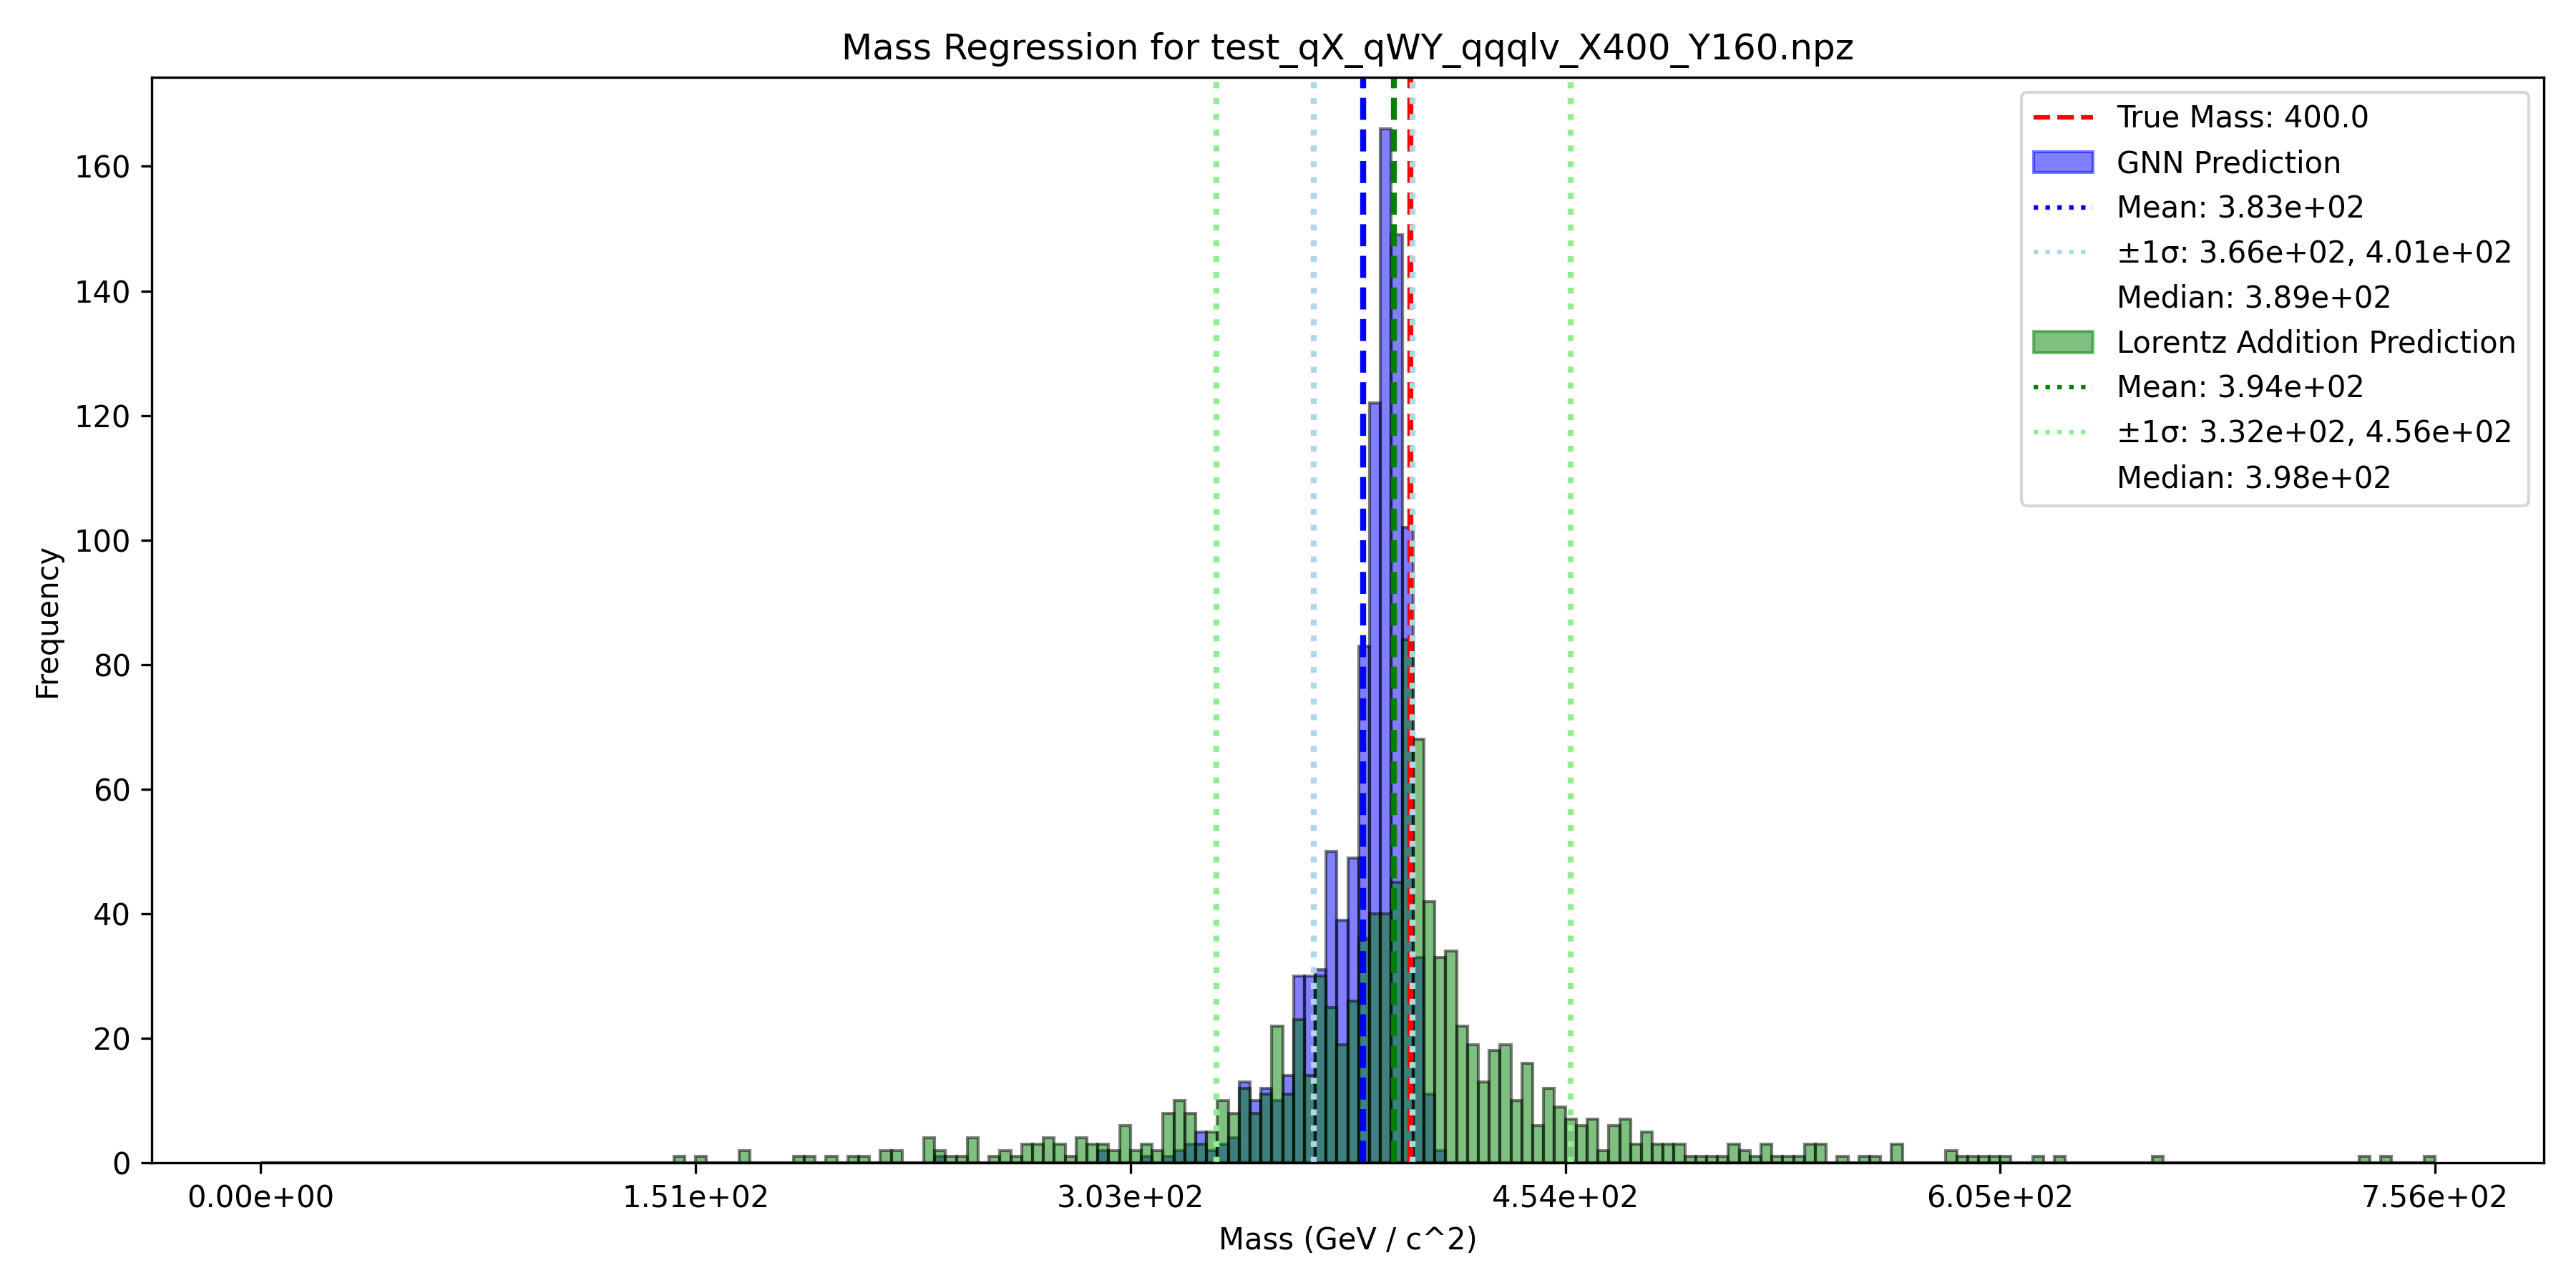 Mass Regression for test_qX_qWY_qqqlv_X400_Y160.npz
True Mass: 400.0
GNN Prediction
Mean: 3.83e+02
±1σ: 3.66e+02, 4.01e+02
Median: 3.89e+02
Lorentz Addition Prediction
Mean: 3.94e+02
±1σ: 3.32e+02, 4.56e+02
Median: 3.98e+02
Frequency
160
140
120
100
80
60
40
20
0
0.00e+00 1.51e+02 3.03e+02 4.54e+02 6.05e+02 7.56e+02
Mass (GeV / c^2)